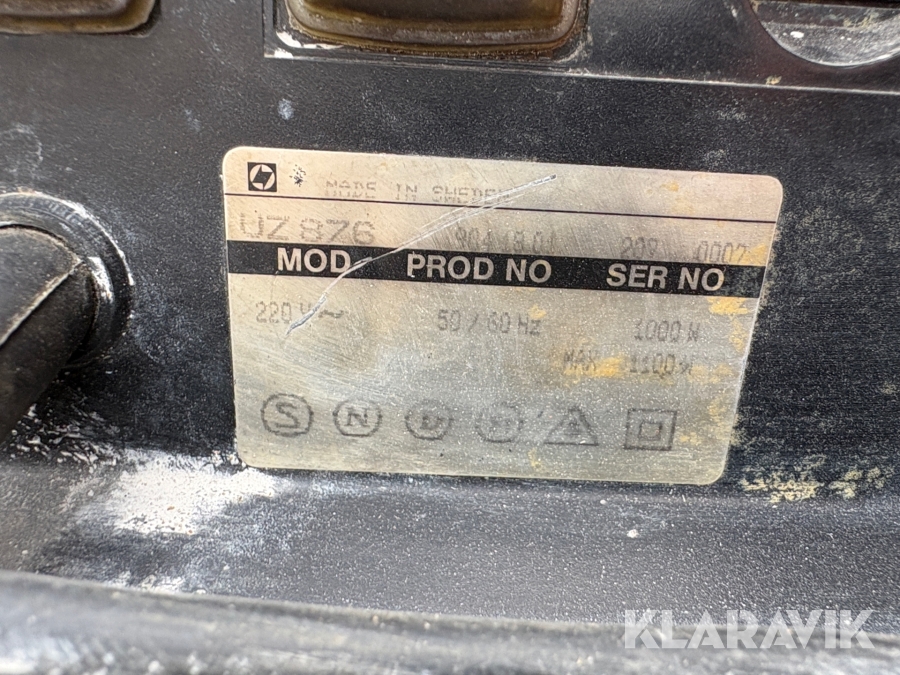 MADE IN SWEDEN
UZ 876
MOD PROD NO SER NO
220 V~ 50 / 60 Hz 1000 W
MAX 1100 W
S N D
KLARAVIK